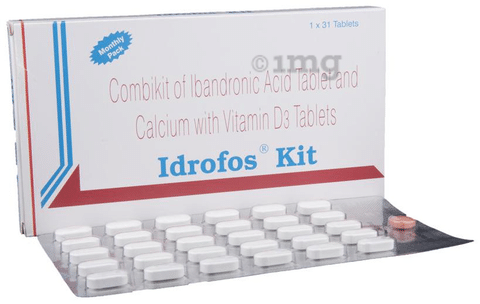 Monthly
Pack
1 x 31 Tablets
©1mg
Combikit of Ibandronic Acid Tablet and
Calcium with Vitamin D3 Tablets
Idrofos® Kit